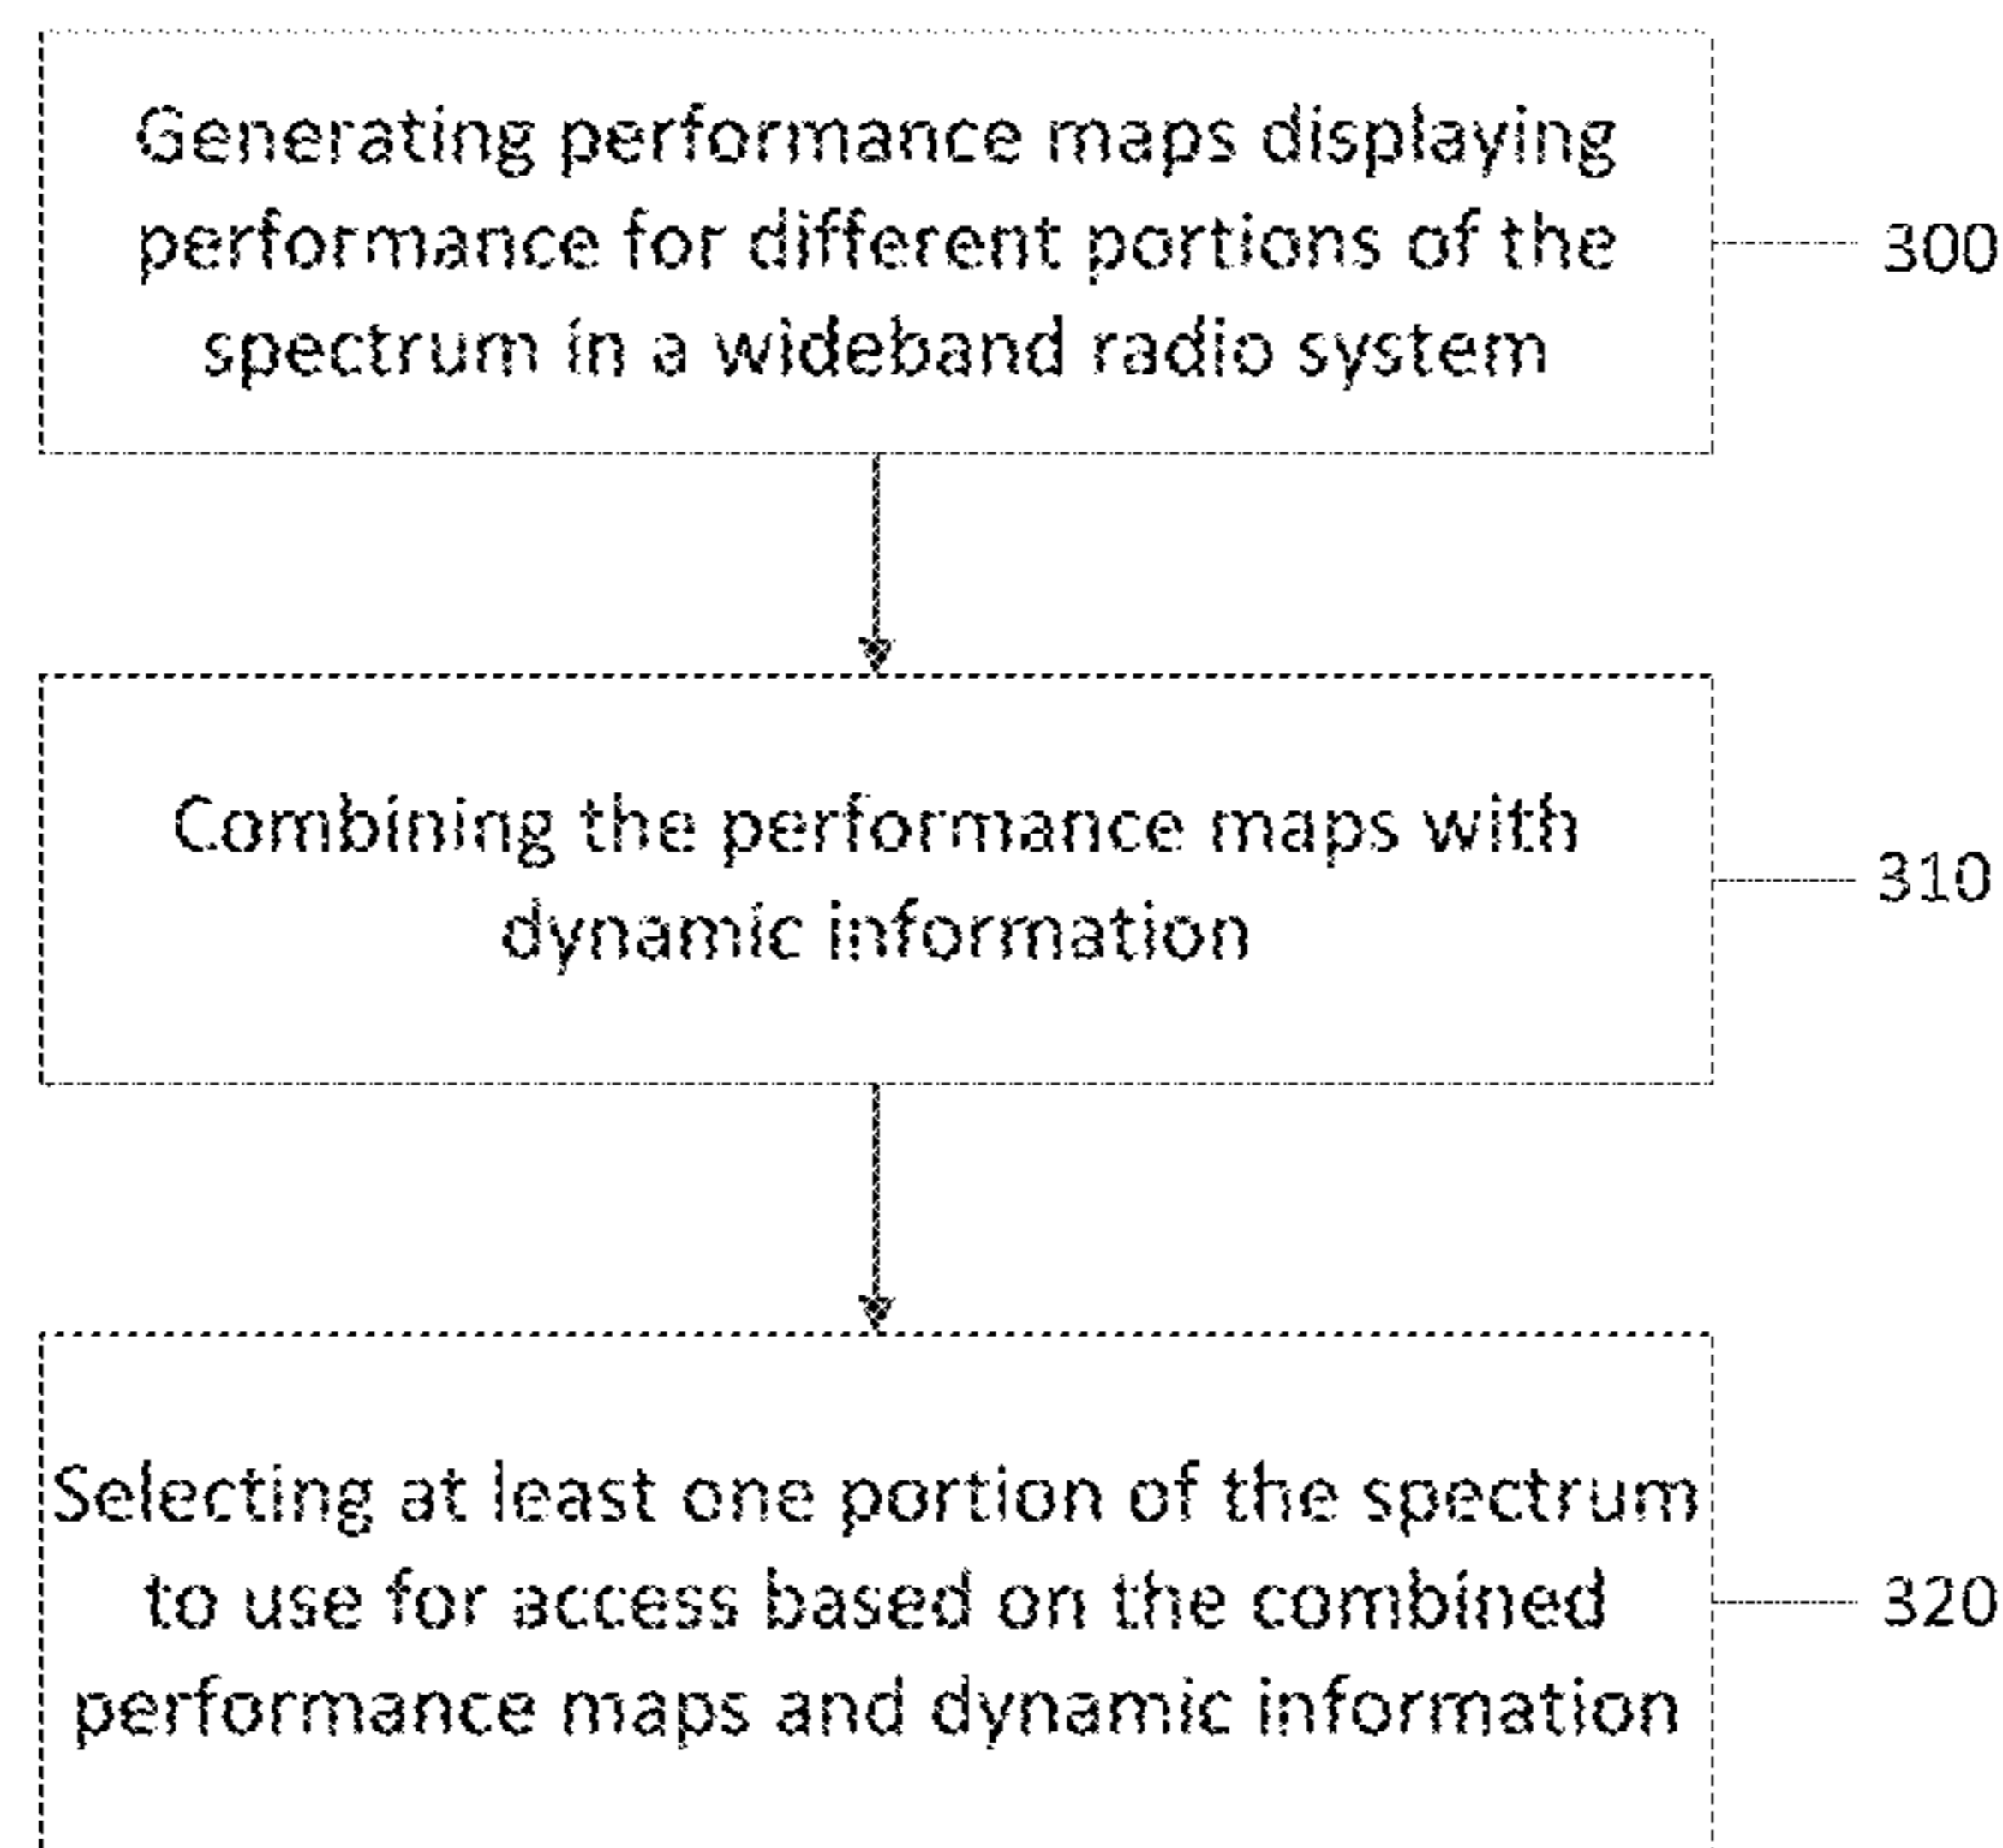 Generating performance maps displaying
performance for different portions of the
spectrum in a wideband radio system
300
Combining the performance maps with
dynamic information
310
Selecting at least one portion of the spectrum
to use for access based on the combined
performance maps and dynamic information
320